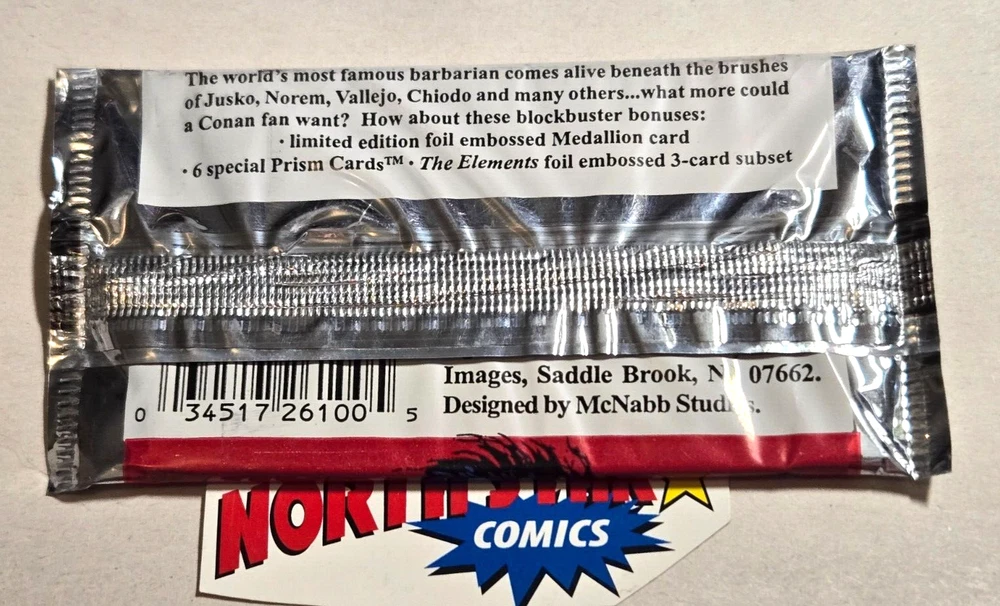 The world's most famous barbarian comes alive beneath the brushes
of Jusko, Norem, Vallejo, Chiodo and many others...what more could
a Conan fan want? How about these blockbuster bonuses:
· limited edition foil embossed Medallion card
· 6 special Prism Cards™ · The Elements foil embossed 3-card subset
Images, Saddle Brook, N 07662.
Designed by McNabb
0 34517 26100 5
NORTH STAR
COMICS